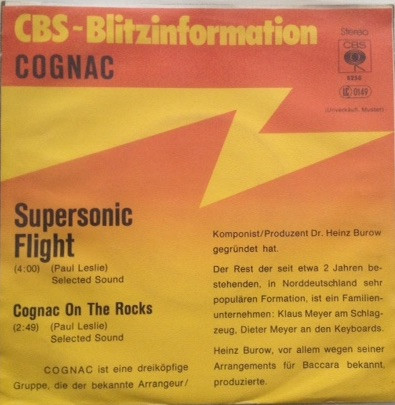 CBS-Blitzinformation
COGNAC
Stereo
CBS
LC 0149
(Unverkäufl. Muster)
Supersonic
Flight
(4:00) (Paul Leslie)
Selected Sound
Cognac On The Rocks
(2:49) (Paul Leslie)
Selected Sound
COGNAC ist eine dreiköpfige
Gruppe, die der bekannte Arrangeur/
Komponist/Produzent Dr. Heinz Burow
gegründet hat.
Der Rest der seit etwa 2 Jahren be-
stehenden, in Norddeutschland sehr
populären Formation, ist ein Familien-
unternehmen: Klaus Meyer am Schlag-
zeug, Dieter Meyer an den Keyboards.
Heinz Burow, vor allem wegen seiner
Arrangements für Baccara bekannt,
produzierte.